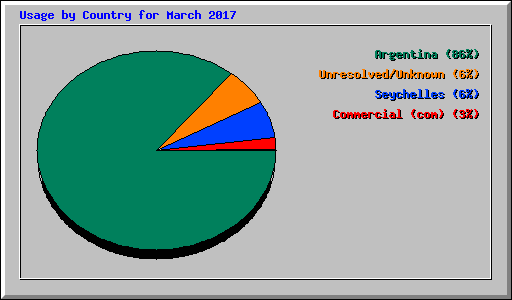 Usage by Country for March 2017
Argentina (86%)
Unresolved/Unknown (6%)
Seychelles (6%)
Commercial (com) (3%)